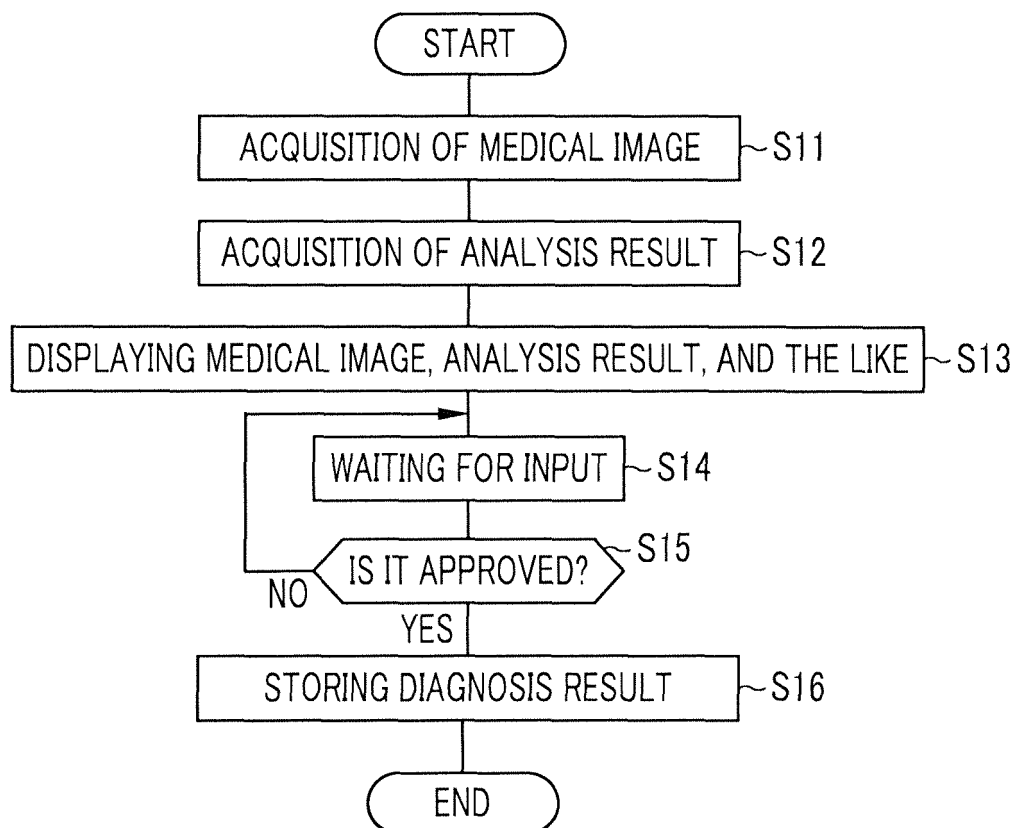 START
ACQUISITION OF MEDICAL IMAGE
S11
ACQUISITION OF ANALYSIS RESULT
S12
DISPLAYING MEDICAL IMAGE, ANALYSIS RESULT, AND THE LIKE
S13
WAITING FOR INPUT
S14
IS IT APPROVED?
S15
NO
YES
STORING DIAGNOSIS RESULT
S16
END